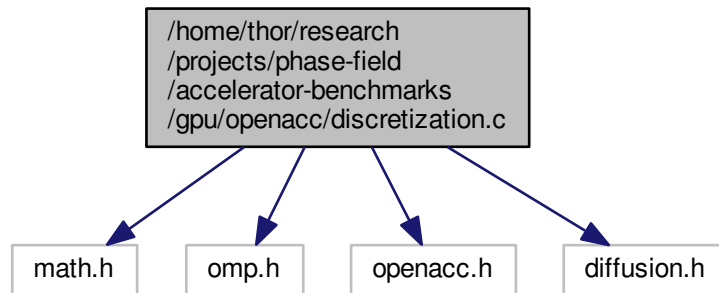 /home/thor/research
/projects/phase-field
/accelerator-benchmarks
/gpu/openacc/discretization.c
math.h
omp.h
openacc.h
diffusion.h